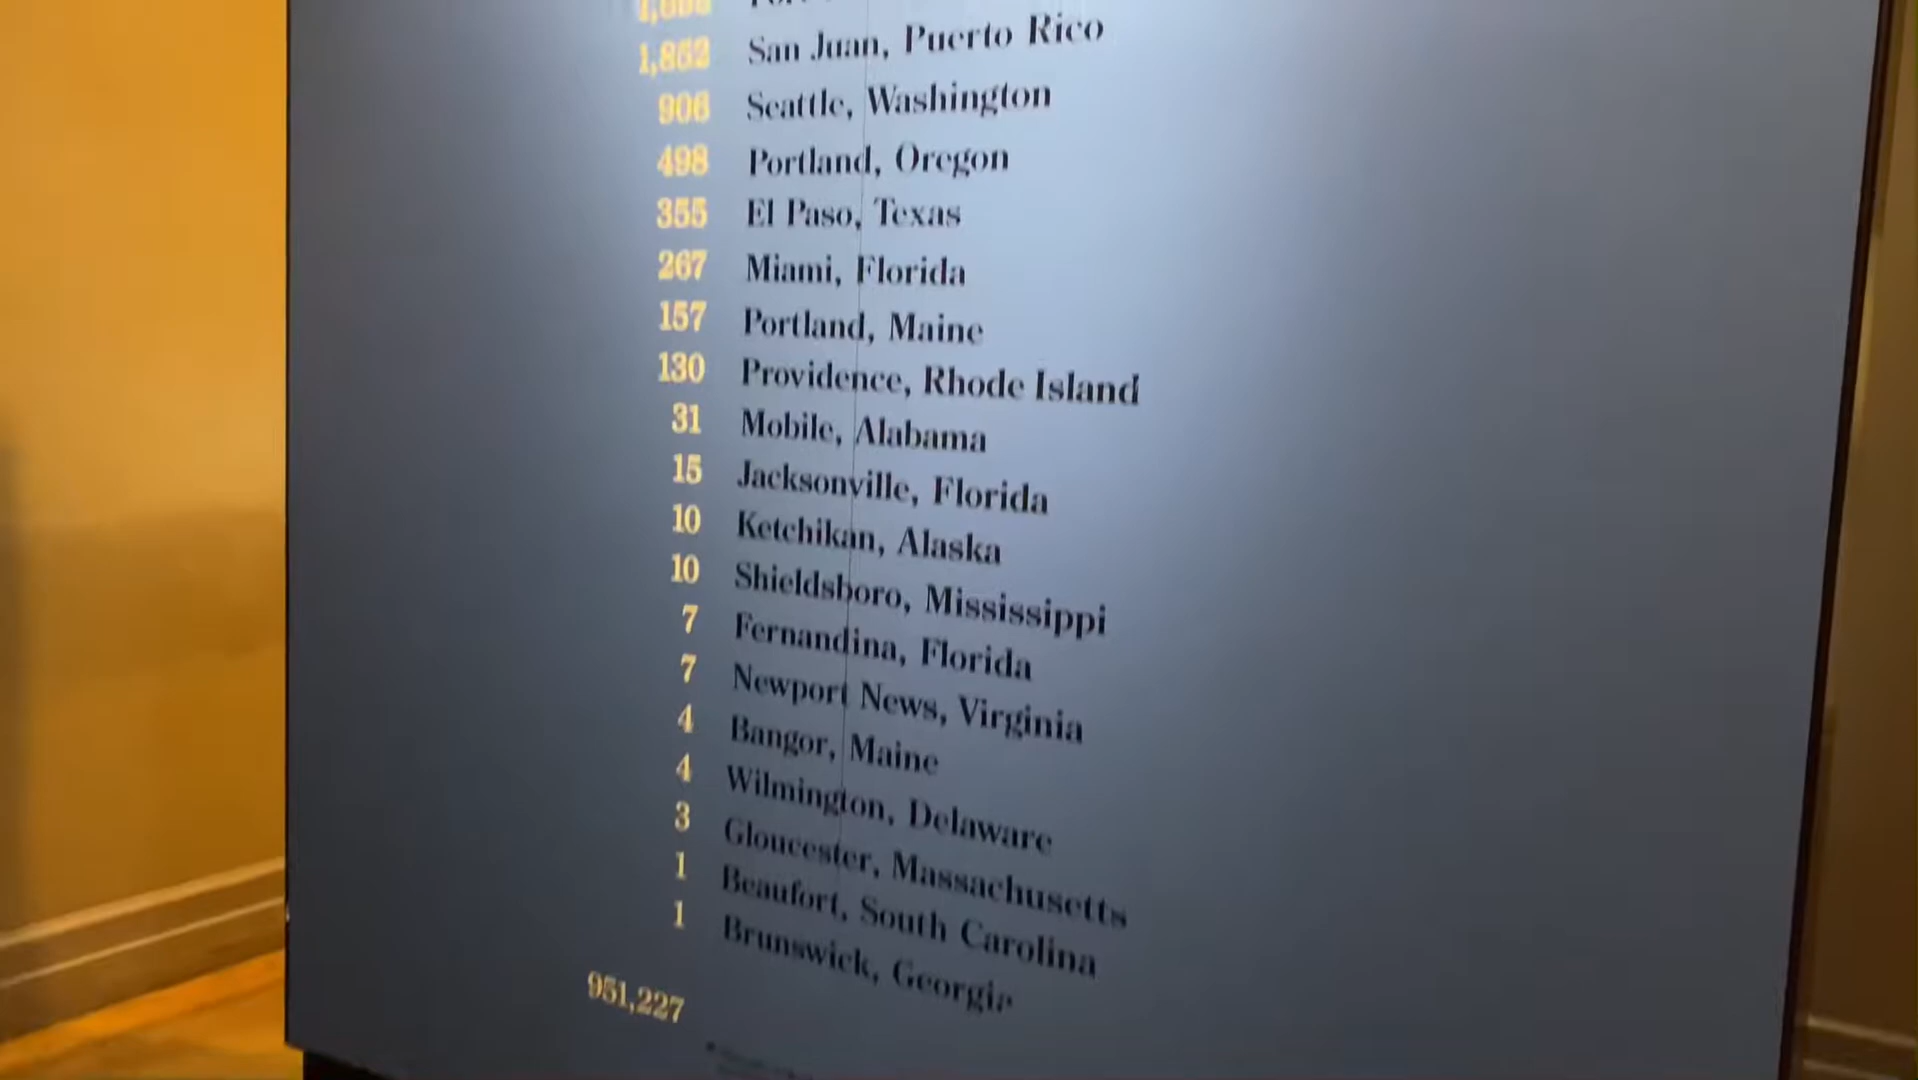 1,852 San Juan, Puerto Rico
906 Seattle, Washington
498 Portland, Oregon
355 El Paso, Texas
267 Miami, Florida
157 Portland, Maine
130 Providence, Rhode Island
31 Mobile, Alabama
15 Jacksonville, Florida
10 Ketchikan, Alaska
10 Shieldsboro, Mississippi
7 Fernandina, Florida
7 Newport News, Virginia
4 Bangor, Maine
4 Wilmington, Delaware
3 Gloucester, Massachusetts
1 Beaufort, South Carolina
1 Brunswick, Georgia
951,227